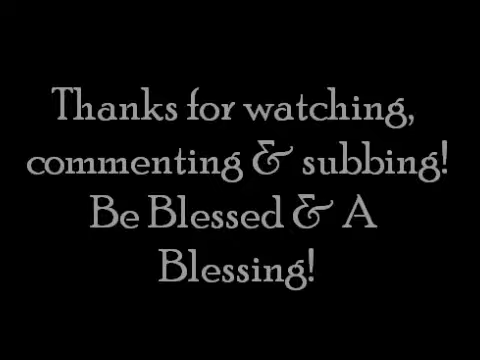 Thanks for watching,
commenting & subbing!
Be Blessed & A
Blessing!